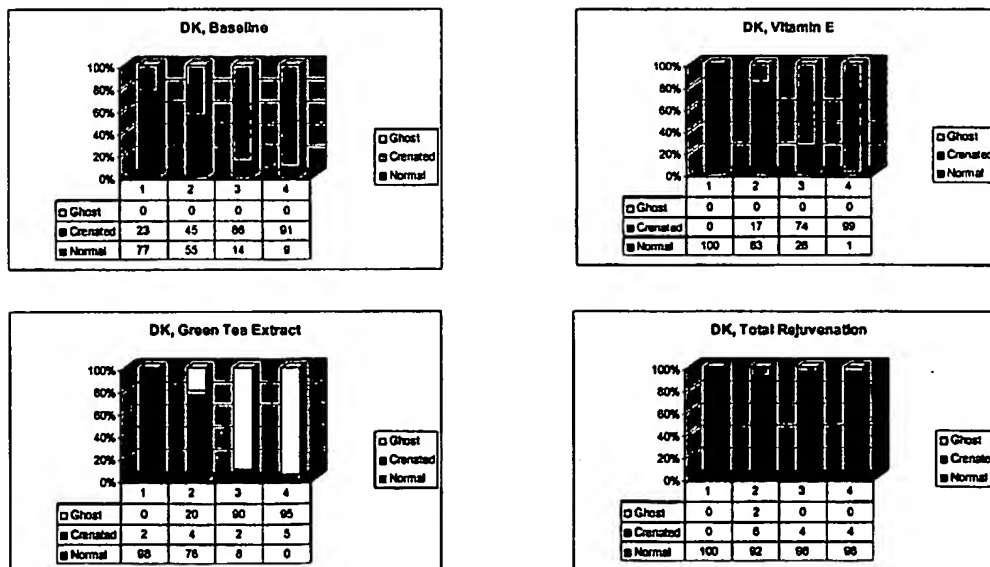 DK, Baseline
100%
80%
60%
40%
20%
0%
1 2 3 4
Ghost 0 0 0 0
Crenated 23 45 86 91
Normal 77 55 14 9
Ghost
Crenated
Normal
DK, Vitamin E
100%
80%
60%
40%
20%
0%
1 2 3 4
Ghost 0 0 0 0
Crenated 0 17 74 99
Normal 100 83 26 1
Ghost
Crenated
Normal
DK, Green Tea Extract
100%
80%
60%
40%
20%
0%
1 2 3 4
Ghost 0 20 90 95
Crenated 2 4 2 5
Normal 98 76 8 0
Ghost
Crenated
Normal
DK, Total Rejuvenation
100%
80%
60%
40%
20%
0%
1 2 3 4
Ghost 0 2 0 0
Crenated 0 6 4 4
Normal 100 92 96 96
Ghost
Crenated
Normal